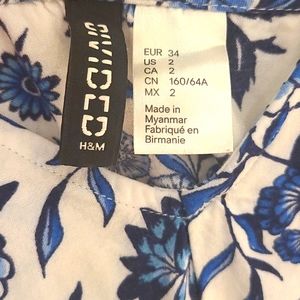 DIVIDED
H&M
EUR 34
US 2
CA 2
CN 160/64A
MX 2
Made in
Myanmar
Fabriqué en
Birmanie